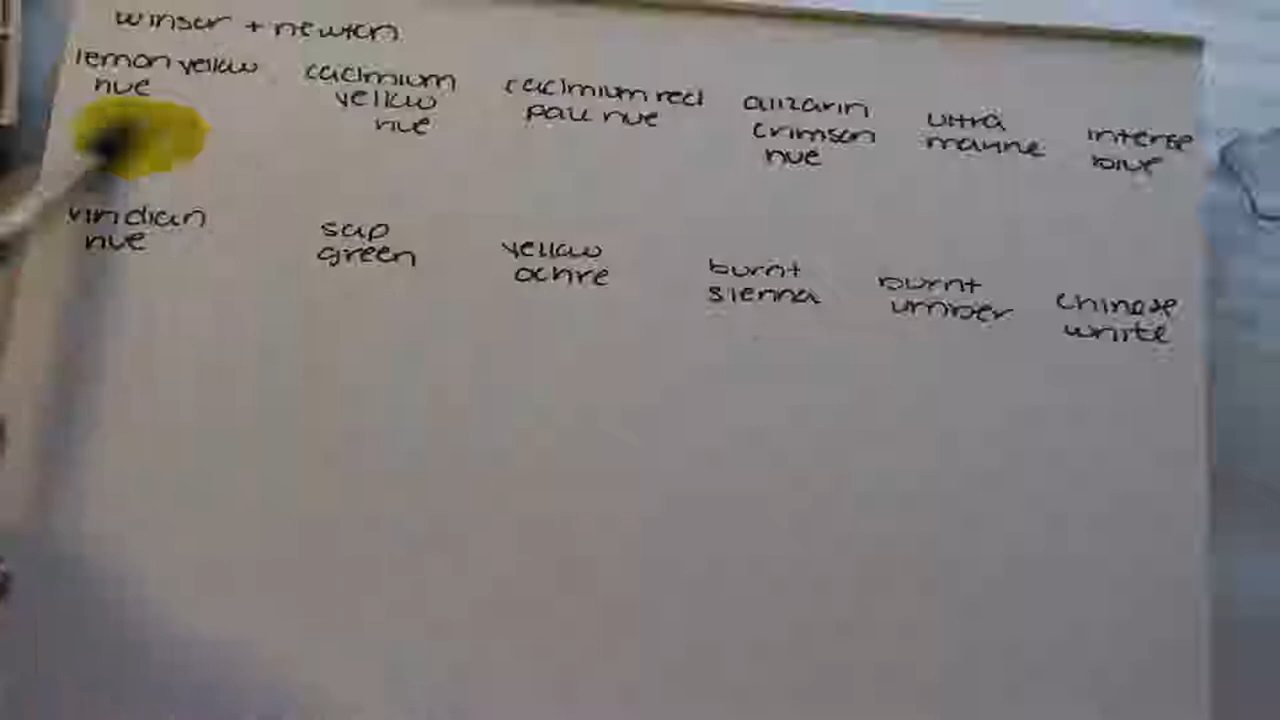 winsor + newton
lemon yellow
hue
cadmium
yellow
hue
cadmium red
pale hue
alizarin
crimson
hue
ultra
marine
intense
blue
viridian
hue
sap
green
yellow
ochre
burnt
sienna
burnt
umber
chinese
white